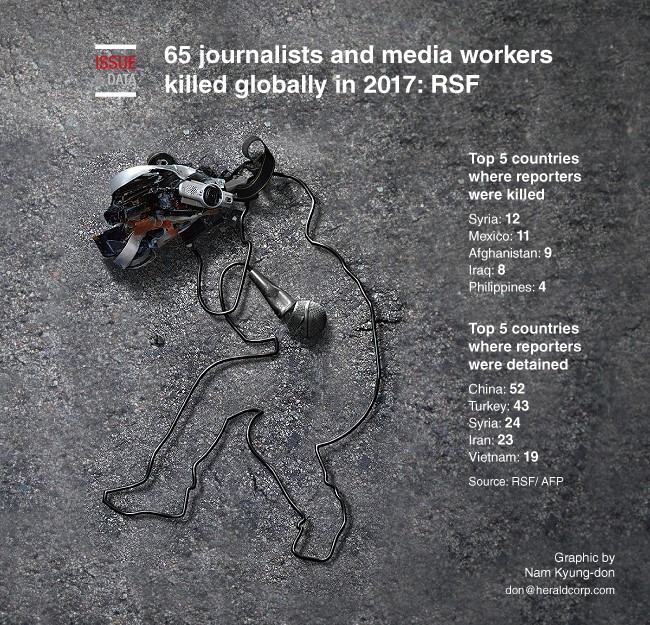 ISSUE
DATA
65 journalists and media workers
killed globally in 2017: RSF
Top 5 countries
where reporters
were killed
Syria: 12
Mexico: 11
Afghanistan: 9
Iraq: 8
Philippines: 4
Top 5 countries
where reporters
were detained
China: 52
Turkey: 43
Syria: 24
Iran: 23
Vietnam: 19
Source: RSF/ AFP
Graphic by
Nam Kyung-don
don@heraldcorp.com